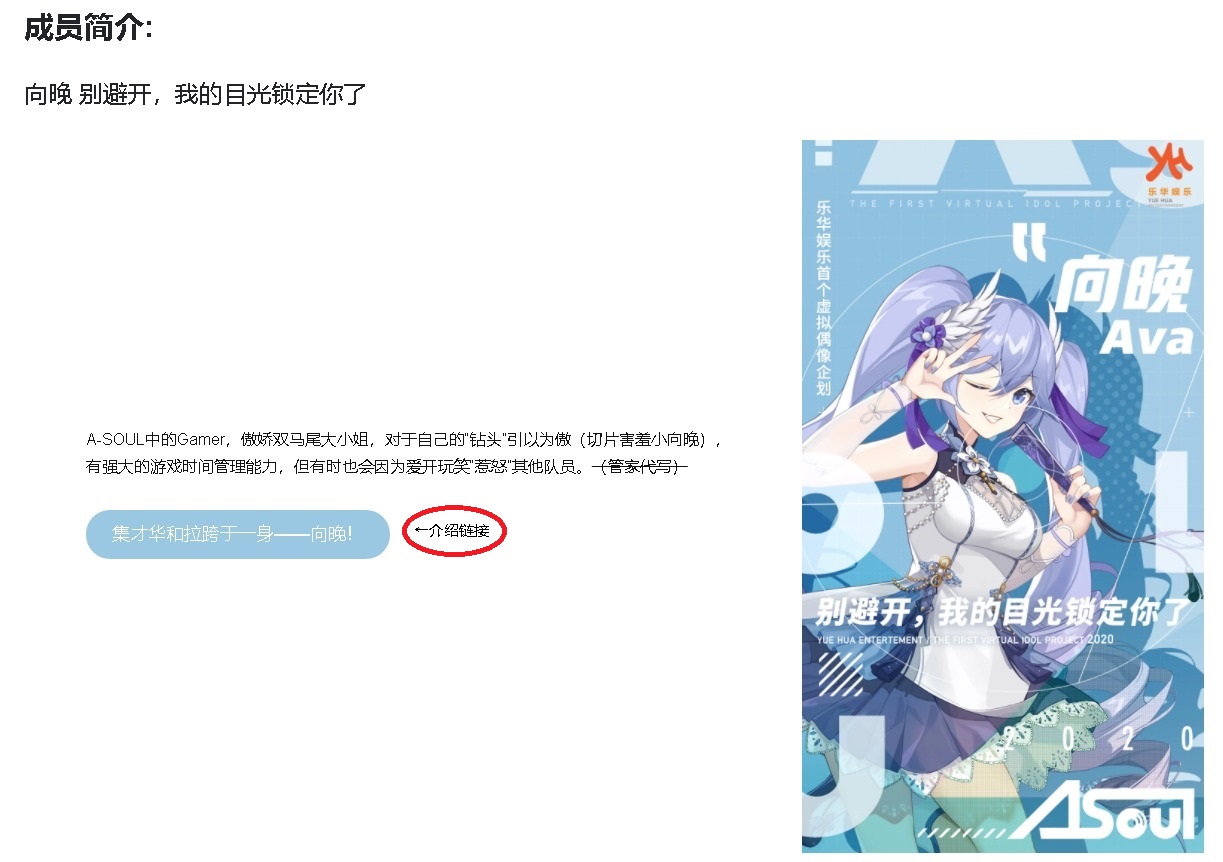 成员简介:
向晚 别避开，我的目光锁定你了
A-SOUL中的Gamer，傲娇双马尾大小姐，对于自己的"钻头"引以为傲（切片害羞小向晚），
有强大的游戏时间管理能力，但有时也会因为爱开玩笑"惹怒"其他队员。（管家代写）
集才华和拉跨于一身——向晚!
←介绍链接
乐华娱乐
YUE HUA
ENTERTAINMENT
THE FIRST VIRTUAL IDOL PROJECT
乐华娱乐首个虚拟偶像企划
向晚
Ava
别避开，我的目光锁定你了
YUE HUA ENTERTEMENT / THE FIRST VIRTUAL IDOL PROJECT 2020
2 0 2 0
ASoul